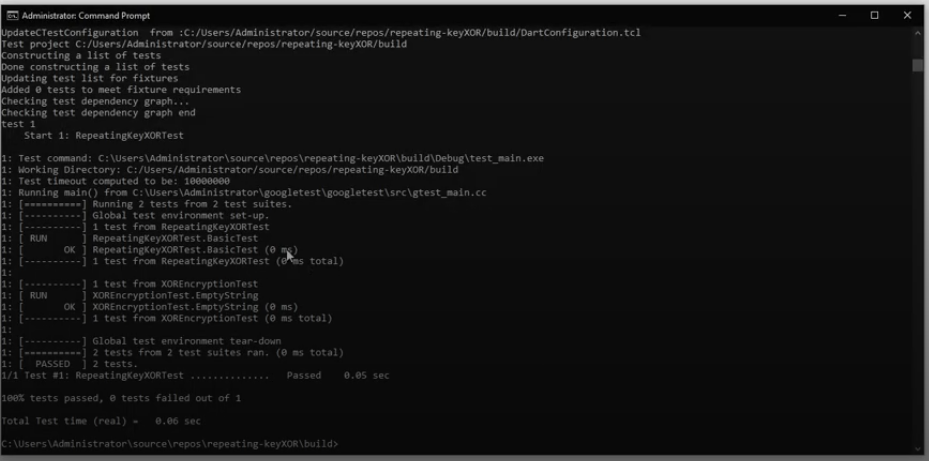 Administrator: Command Prompt
UpdateCTestConfiguration  from :C:/Users/Administrator/source/repos/repeating-keyXOR/build/DartConfiguration.tcl
Test project C:/Users/Administrator/source/repos/repeating-keyXOR/build
Constructing a list of tests
Done constructing a list of tests
Updating test list for fixtures
Added 0 tests to meet fixture requirements
Checking test dependency graph...
Checking test dependency graph end
test 1
    Start 1: RepeatingKeyXORTest
1: Test command: C:\Users\Administrator\source\repos\repeating-keyXOR\build\Debug\test_main.exe
1: Working Directory: C:/Users/Administrator/source/repos/repeating-keyXOR/build
1: Test timeout computed to be: 10000000
1: Running main() from C:\Users\Administrator\googletest\googletest\src\gtest_main.cc
1: [==========] Running 2 tests from 2 test suites.
1: [----------] Global test environment set-up.
1: [----------] 1 test from RepeatingKeyXORTest
1: [ RUN      ] RepeatingKeyXORTest.BasicTest
1: [       OK ] RepeatingKeyXORTest.BasicTest (0 ms)
1: [----------] 1 test from RepeatingKeyXORTest (0 ms total)
1:
1: [----------] 1 test from XOREncryptionTest
1: [ RUN      ] XOREncryptionTest.EmptyString
1: [       OK ] XOREncryptionTest.EmptyString (0 ms)
1: [----------] 1 test from XOREncryptionTest (0 ms total)
1:
1: [----------] Global test environment tear-down
1: [==========] 2 tests from 2 test suites ran. (0 ms total)
1: [  PASSED  ] 2 tests.
1/1 Test #1: RepeatingKeyXORTest ..............   Passed    0.05 sec
100% tests passed, 0 tests failed out of 1
Total Test time (real) =   0.06 sec
C:\Users\Administrator\source\repos\repeating-keyXOR\build>